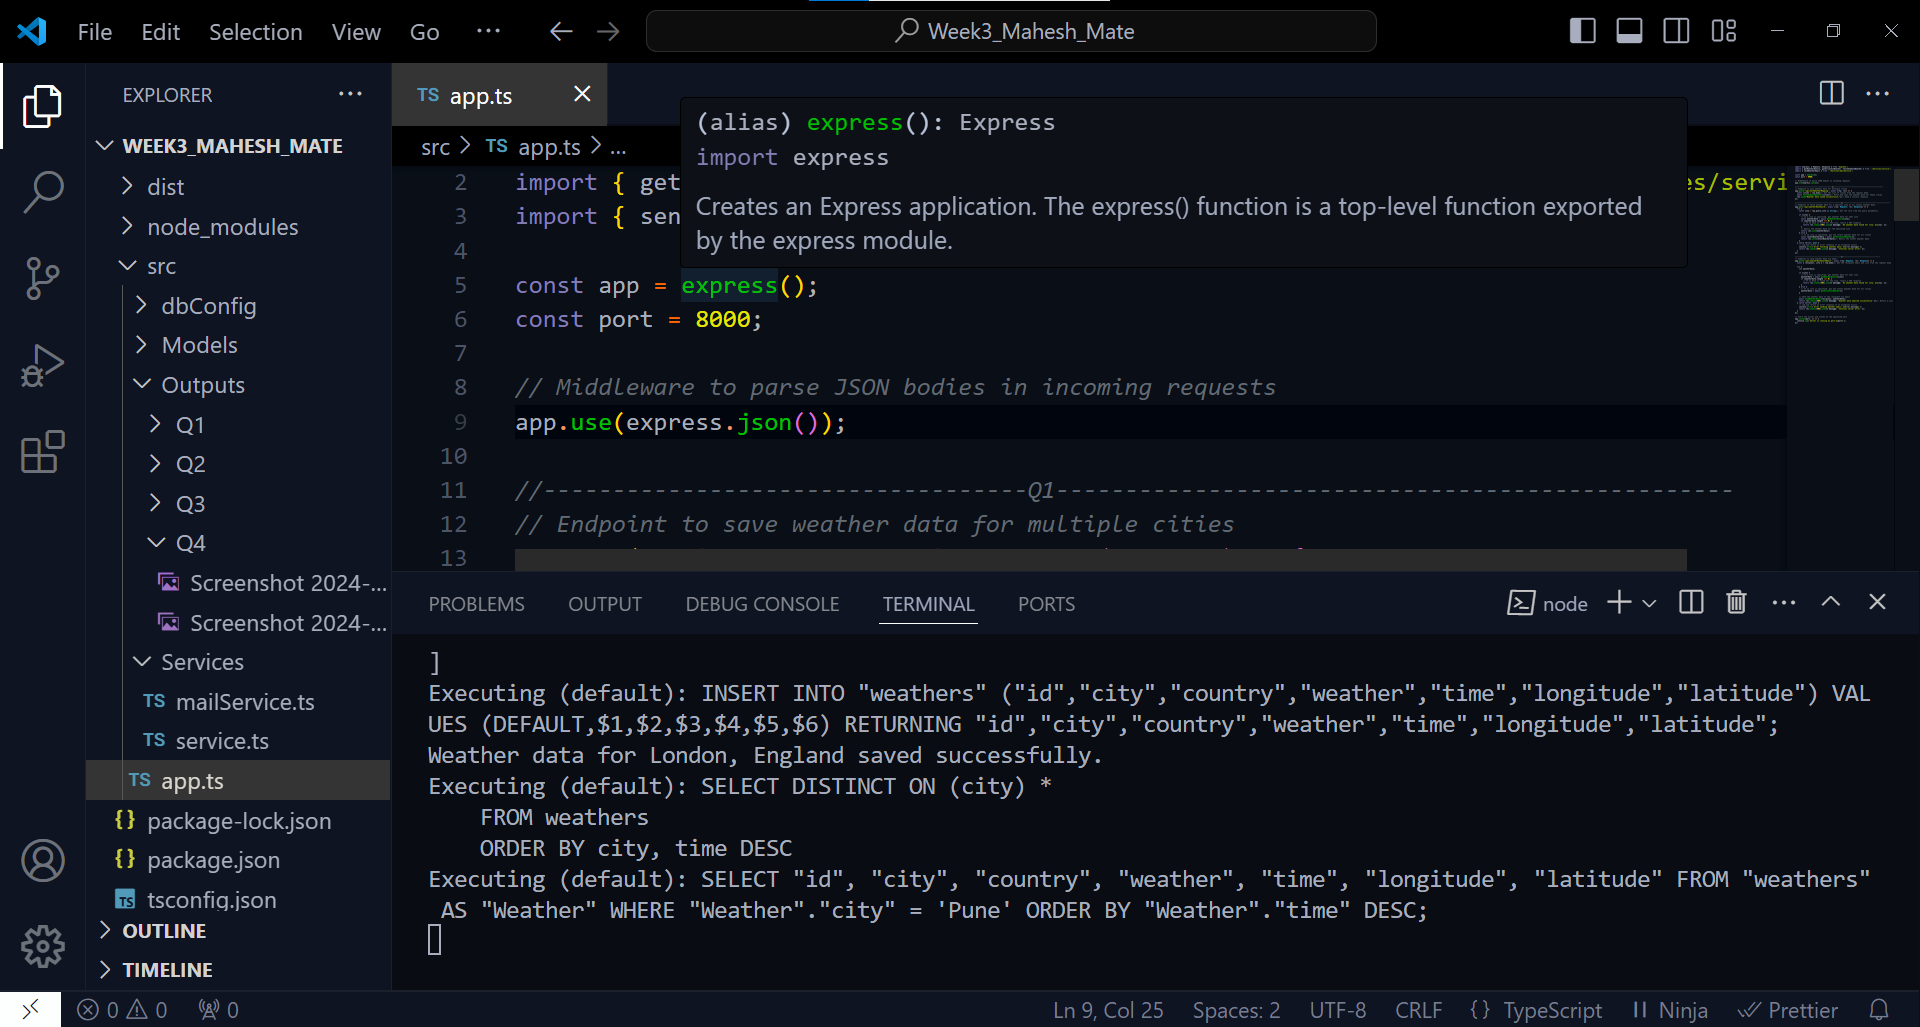 File Edit Selection View Go ... Week3_Mahesh_Mate
EXPLORER ...
WEEK3_MAHESH_MATE
dist
node_modules
src
dbConfig
Models
Outputs
Q1
Q2
Q3
Q4
Screenshot 2024-...
Screenshot 2024-...
Services
TS mailService.ts
TS service.ts
TS app.ts
{} package-lock.json
{} package.json
TS tsconfig.json
OUTLINE
TIMELINE
TS app.ts
src > TS app.ts > ...
(alias) express(): Express
import express
Creates an Express application. The express() function is a top-level function exported
by the express module.
2 import { get es/servi
3 import { sen
4
5 const app = express();
6 const port = 8000;
7
8 // Middleware to parse JSON bodies in incoming requests
9 app.use(express.json());
10
11 //-----------------------------------Q1-------------------------------------------------
12 // Endpoint to save weather data for multiple cities
13
PROBLEMS OUTPUT DEBUG CONSOLE TERMINAL PORTS node
]
Executing (default): INSERT INTO "weathers" ("id","city","country","weather","time","longitude","latitude") VAL
UES (DEFAULT,$1,$2,$3,$4,$5,$6) RETURNING "id","city","country","weather","time","longitude","latitude";
Weather data for London, England saved successfully.
Executing (default): SELECT DISTINCT ON (city) *
FROM weathers
ORDER BY city, time DESC
Executing (default): SELECT "id", "city", "country", "weather", "time", "longitude", "latitude" FROM "weathers"
AS "Weather" WHERE "Weather"."city" = 'Pune' ORDER BY "Weather"."time" DESC;
0 0 0 Ln 9, Col 25 Spaces: 2 UTF-8 CRLF {} TypeScript Ninja Prettier